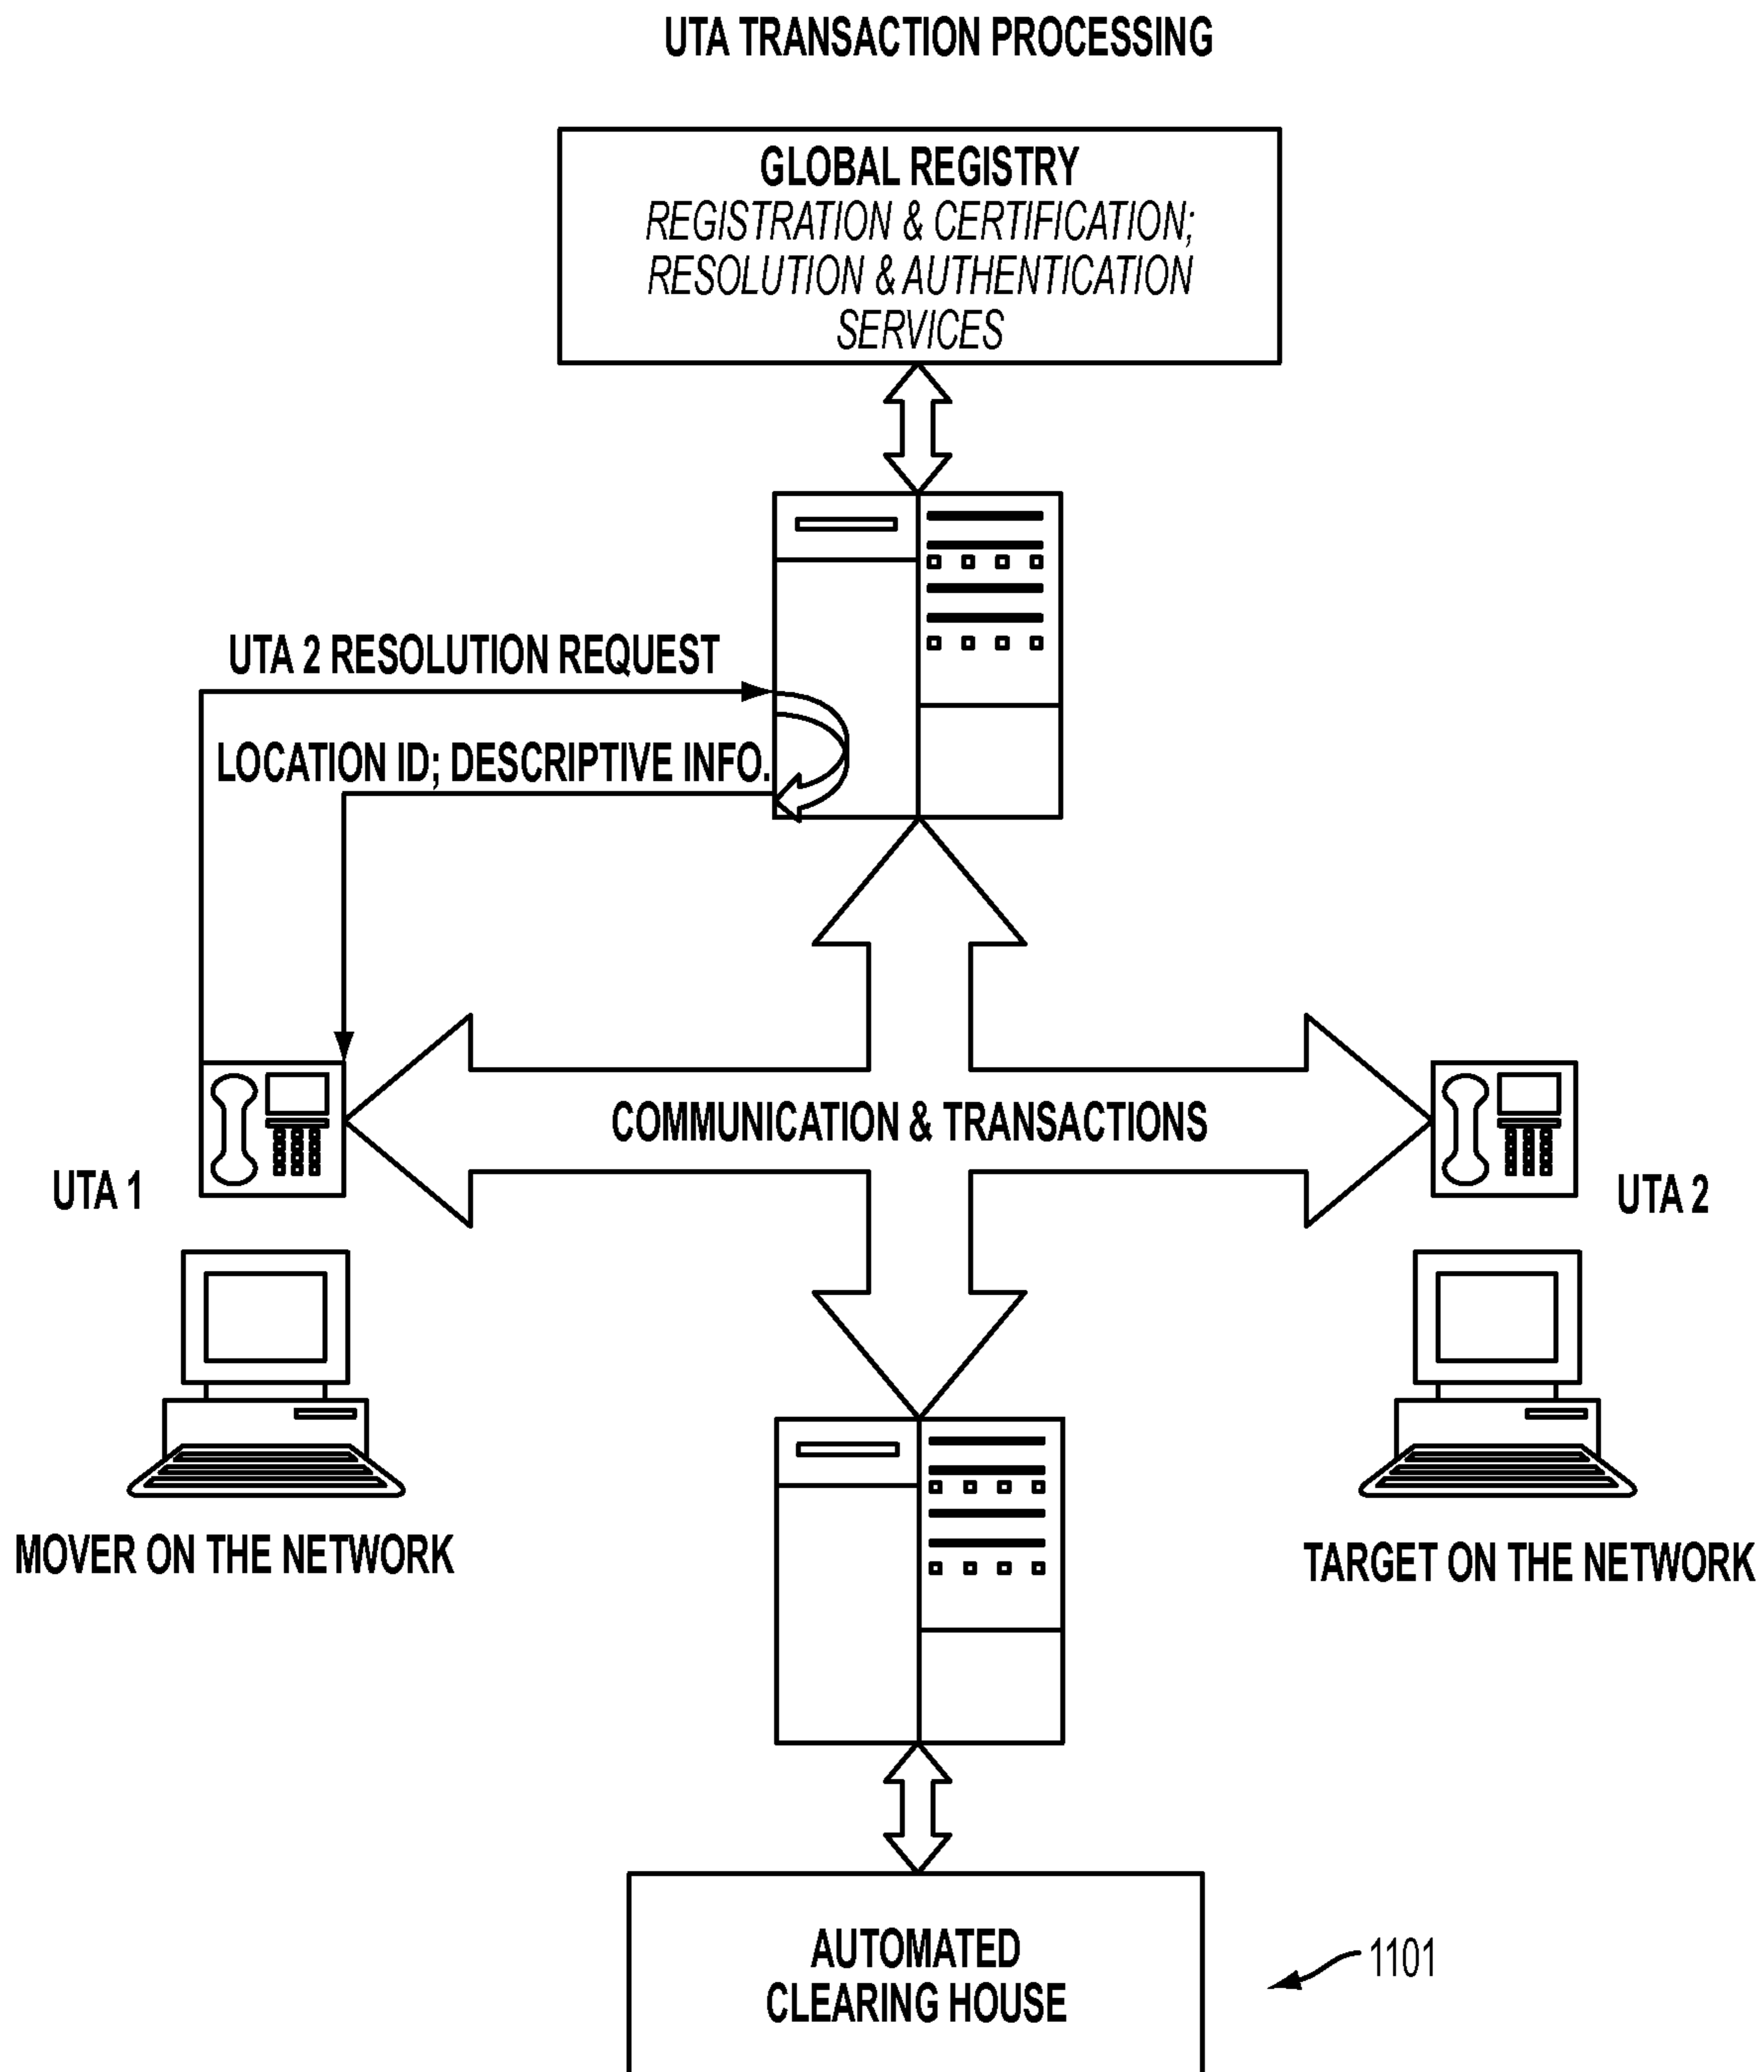 UTA TRANSACTION PROCESSING
GLOBAL REGISTRY
REGISTRATION & CERTIFICATION;
RESOLUTION & AUTHENTICATION
SERVICES
UTA 2 RESOLUTION REQUEST
LOCATION ID; DESCRIPTIVE INFO.
COMMUNICATION & TRANSACTIONS
UTA 1
UTA 2
MOVER ON THE NETWORK
TARGET ON THE NETWORK
AUTOMATED
CLEARING HOUSE
1101